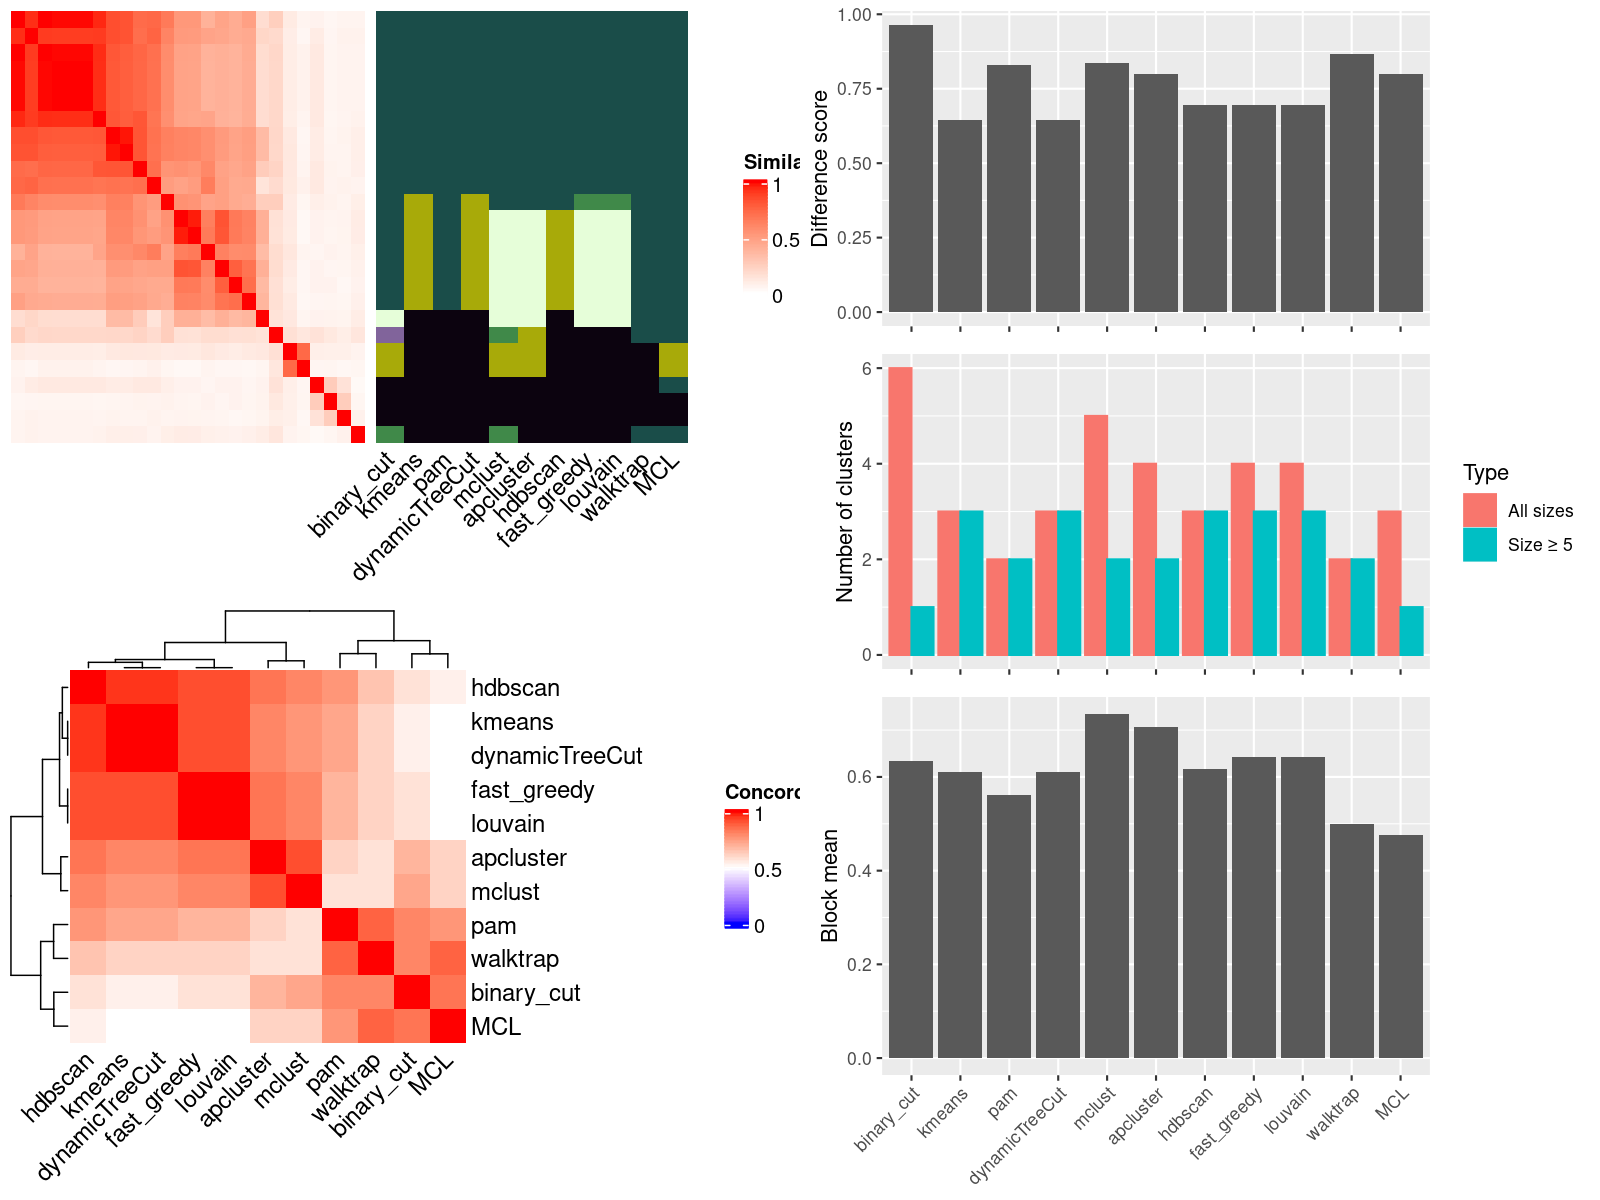 Simila
1
0.5
0
binary_cut
kmeans
pam
dynamicTreeCut
mclust
apcluster
hdbscan
fast_greedy
louvain
walktrap
MCL
hdbscan
kmeans
dynamicTreeCut
fast_greedy
louvain
apcluster
mclust
pam
walktrap
binary_cut
MCL
Concord
1
0.5
0
hdbscan
kmeans
dynamicTreeCut
fast_greedy
louvain
apcluster
mclust
pam
walktrap
binary_cut
MCL
Difference score
1.00
0.75
0.50
0.25
0.00
Number of clusters
6
4
2
0
Type
All sizes
Size ≥ 5
Block mean
0.6
0.4
0.2
0.0
binary_cut
kmeans
pam
dynamicTreeCut
mclust
apcluster
hdbscan
fast_greedy
louvain
walktrap
MCL